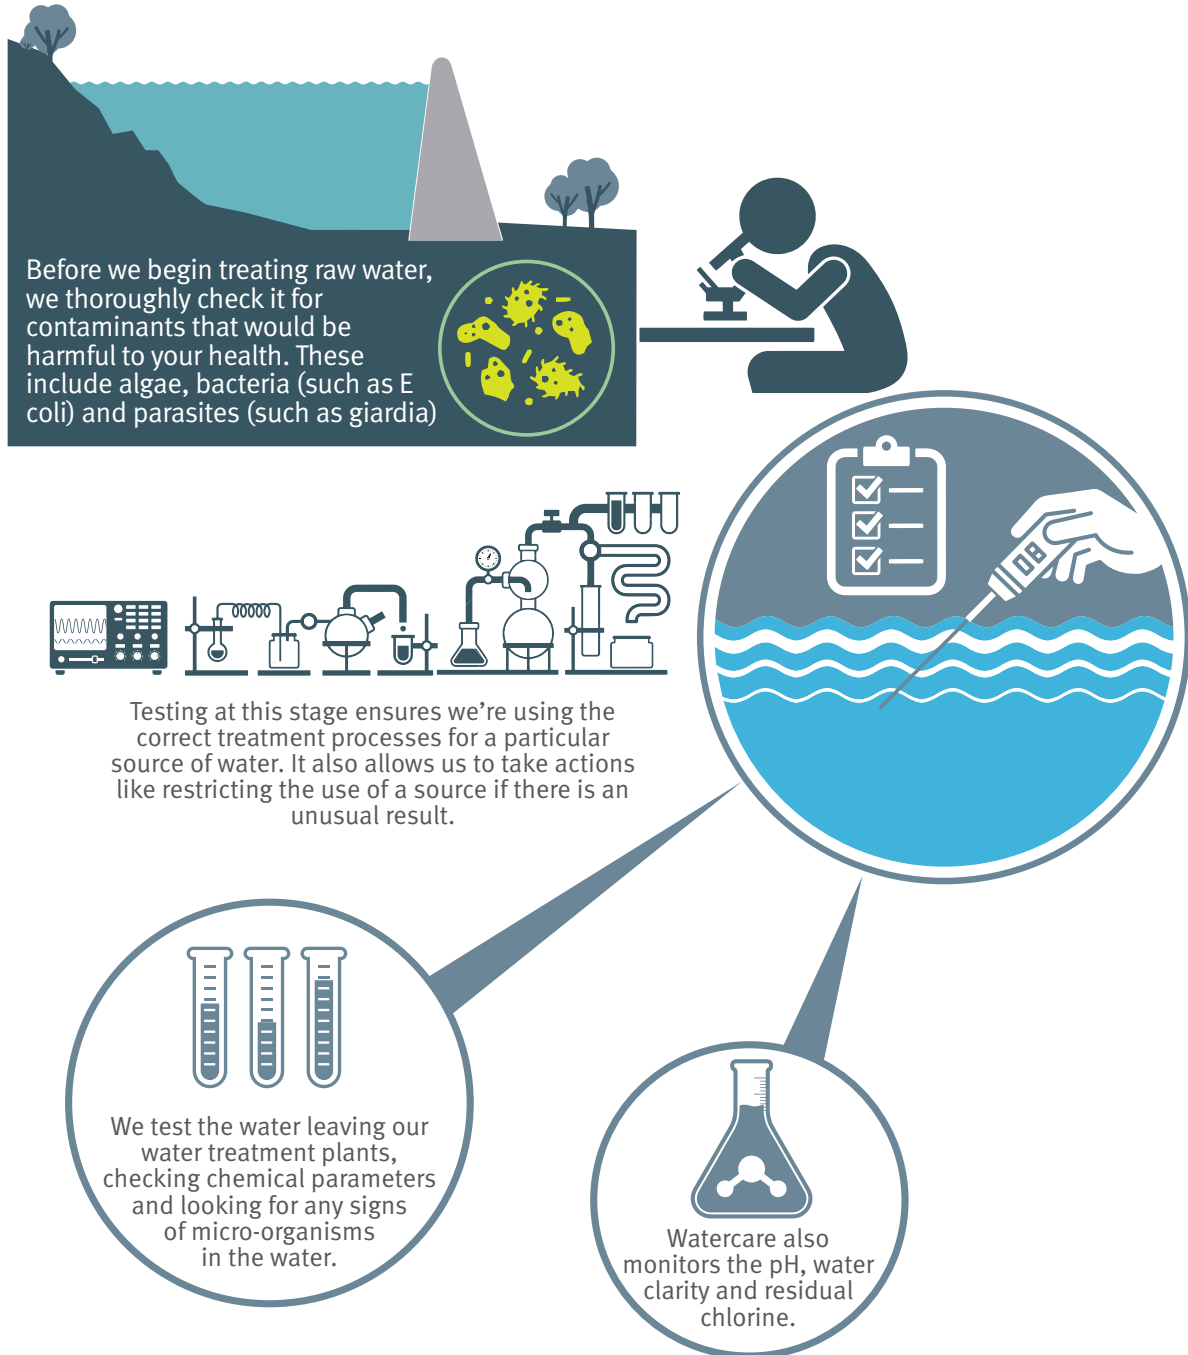 Before we begin treating raw water,
we thoroughly check it for
contaminants that would be
harmful to your health. These
include algae, bacteria (such as E
coli) and parasites (such as giardia)
Testing at this stage ensures we’re using the
correct treatment processes for a particular
source of water. It also allows us to take actions
like restricting the use of a source if there is an
unusual result.
We test the water leaving our
water treatment plants,
checking chemical parameters
and looking for any signs
of micro-organisms
in the water.
Watercare also
monitors the pH, water
clarity and residual
chlorine.